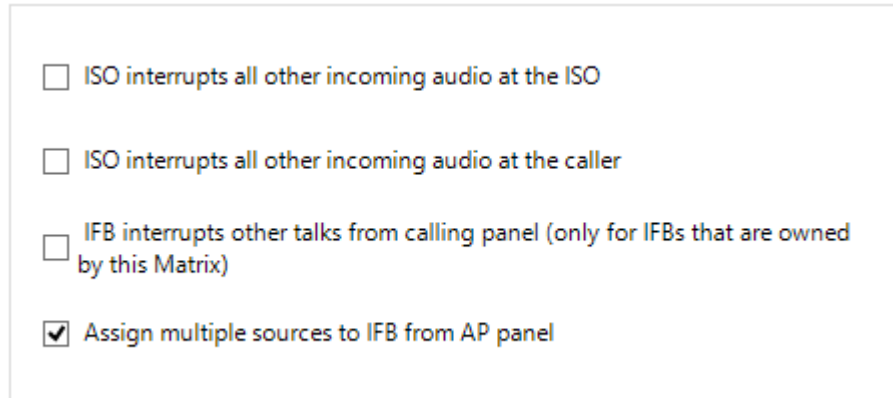 ISO interrupts all other incoming audio at the ISO
ISO interrupts all other incoming audio at the caller
IFB interrupts other talks from calling panel (only for IFBs that are owned
by this Matrix)
Assign multiple sources to IFB from AP panel